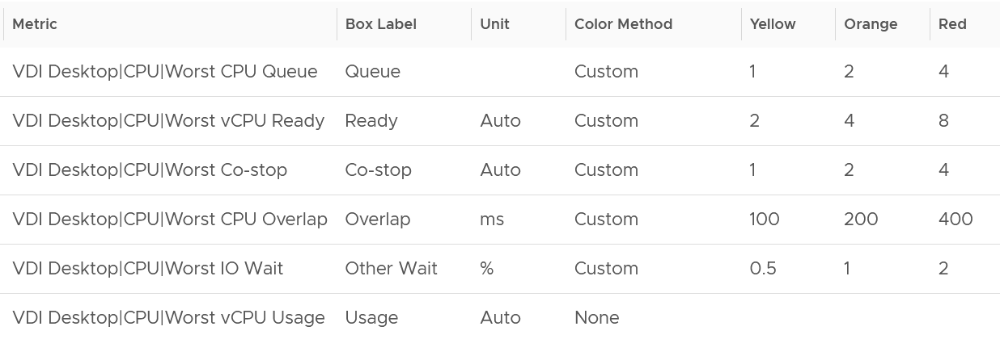 Metric Box Label Unit Color Method Yellow Orange Red
VDI Desktop|CPU|Worst CPU Queue Queue Custom 1 2 4
VDI Desktop|CPU|Worst vCPU Ready Ready Auto Custom 2 4 8
VDI Desktop|CPU|Worst Co-stop Co-stop Auto Custom 1 2 4
VDI Desktop|CPU|Worst CPU Overlap Overlap ms Custom 100 200 400
VDI Desktop|CPU|Worst IO Wait Other Wait % Custom 0.5 1 2
VDI Desktop|CPU|Worst vCPU Usage Usage Auto None